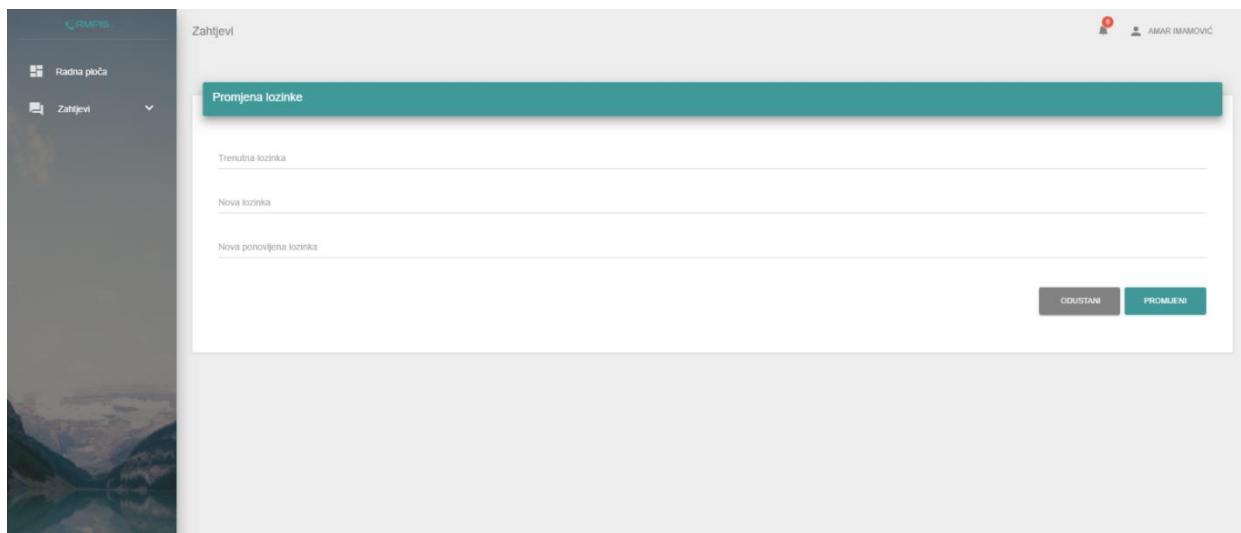 Zahtjevi
AMAR IMAMOVIĆ
Radna ploča
Zahtjevi
Promjena lozinke
Trenutna lozinka
Nova lozinka
Nova ponovljena lozinka
ODUSTANI
PROMIJENI